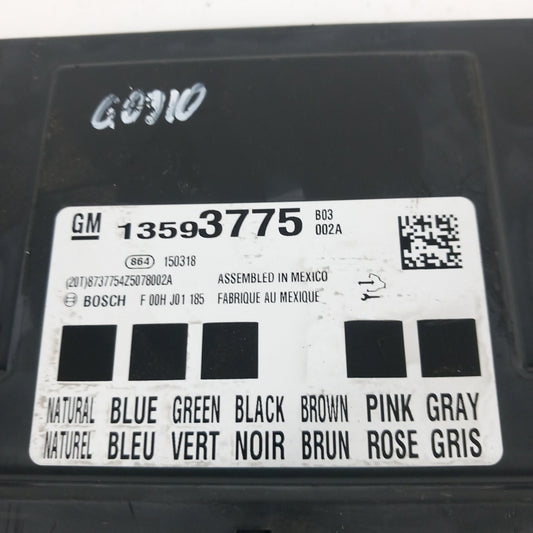 G0310
GM 13593775 B03
002A
864 150318
(20T)8737754Z5078002A ASSEMBLED IN MEXICO
BOSCH F 00H J01 185 FABRIQUE AU MEXIQUE
NATURAL BLUE GREEN BLACK BROWN PINK GRAY
NATUREL BLEU VERT NOIR BRUN ROSE GRIS